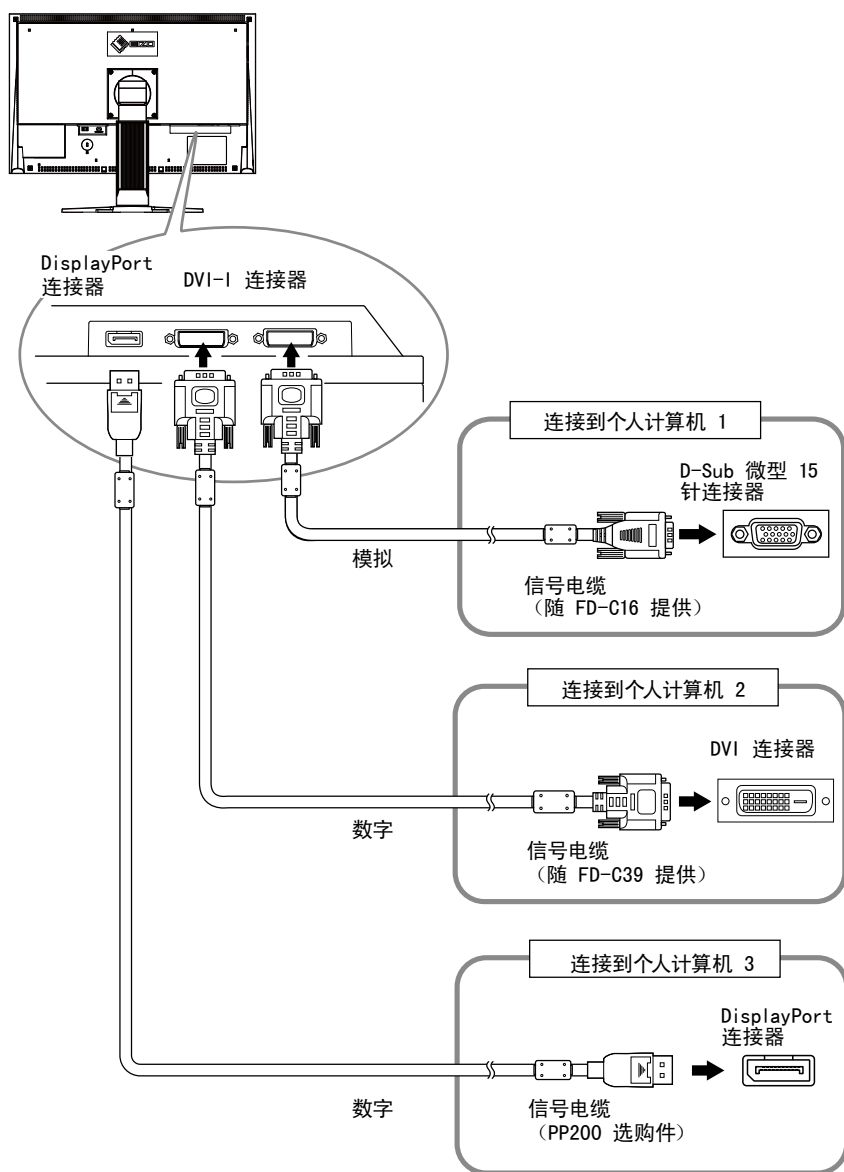 EIZO
DisplayPort
连接器
DVI-I 连接器
连接到个人计算机 1
D-Sub 微型 15
针连接器
模拟
信号电缆
（随 FD-C16 提供）
连接到个人计算机 2
DVI 连接器
数字
信号电缆
（随 FD-C39 提供）
连接到个人计算机 3
DisplayPort
连接器
数字
信号电缆
（PP200 选购件）